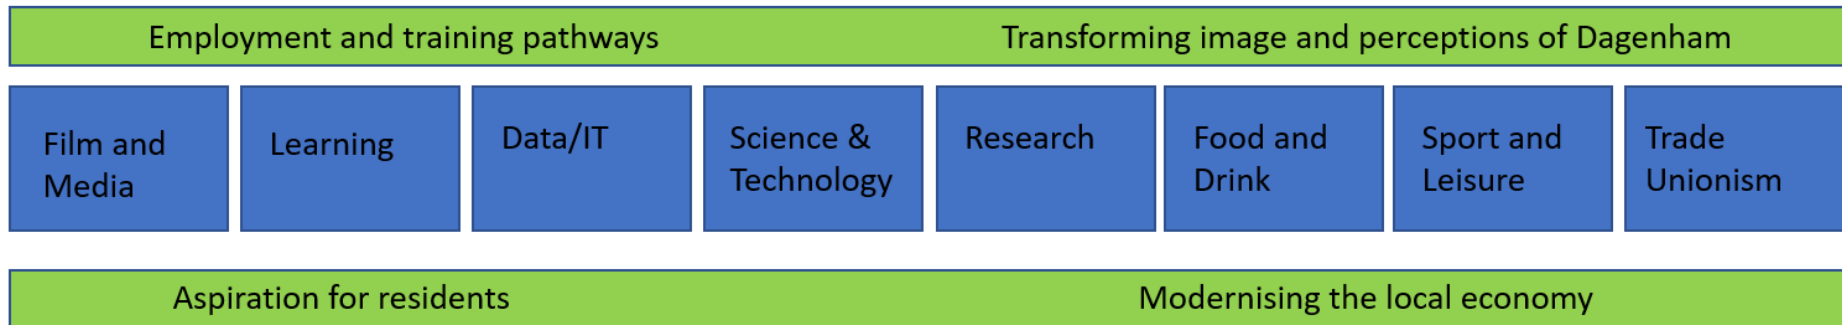 Employment and training pathways
Transforming image and perceptions of Dagenham
Film and
Media
Learning
Data/IT
Science &
Technology
Research
Food and
Drink
Sport and
Leisure
Trade
Unionism
Aspiration for residents
Modernising the local economy